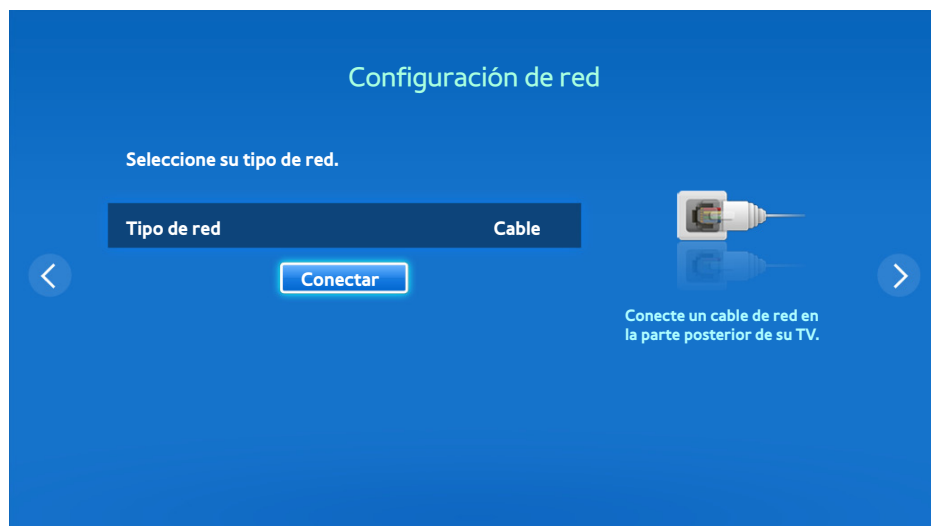 Configuración de red
Seleccione su tipo de red.
Tipo de red Cable
Conectar
Conecte un cable de red en
la parte posterior de su TV.